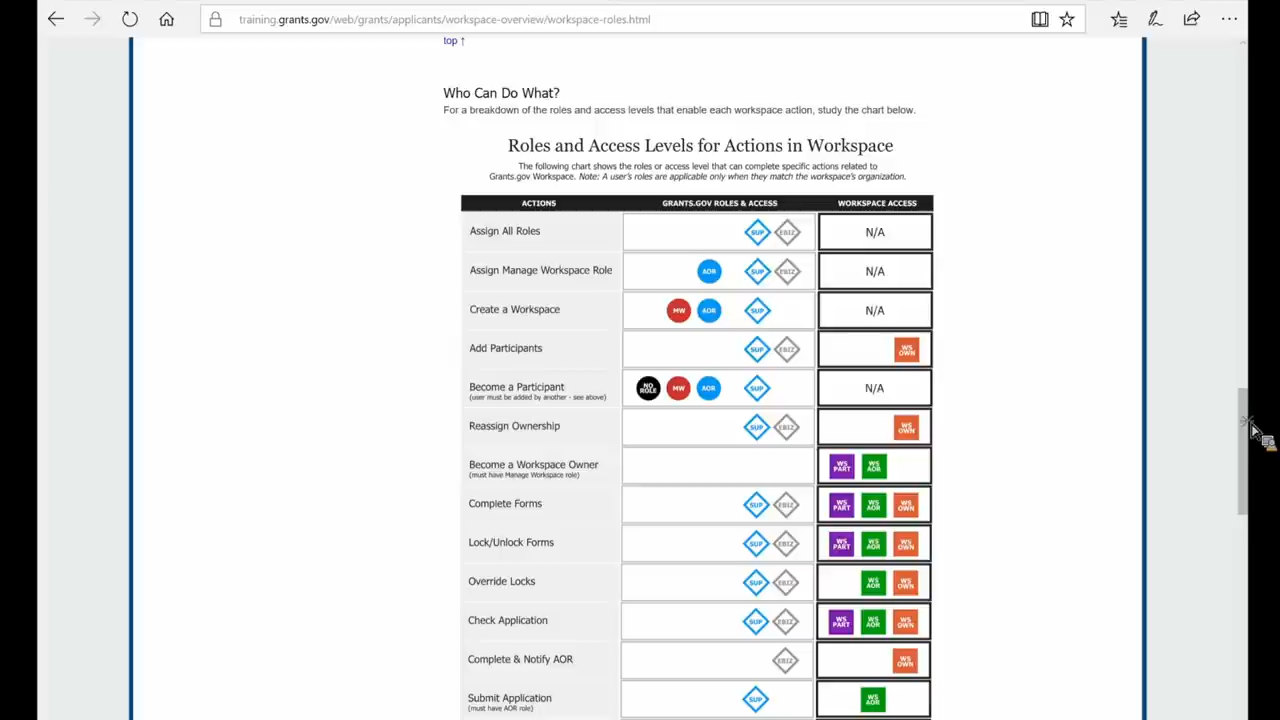 training.grants.gov/web/grants/applicants/workspace-overview/workspace-roles.html
top ↑
Who Can Do What?
For a breakdown of the roles and access levels that enable each workspace action, study the chart below.
Roles and Access Levels for Actions in Workspace
The following chart shows the roles or access level that can complete specific actions related to
Grants.gov Workspace. Note: A user's roles are applicable only when they match the workspace's organization.
ACTIONS GRANTS.GOV ROLES & ACCESS WORKSPACE ACCESS
Assign All Roles SUP EBIZ N/A
Assign Manage Workspace Role AOR SUP EBIZ N/A
Create a Workspace MW AOR SUP N/A
Add Participants SUP EBIZ WS OWN
Become a Participant NO ROLE MW AOR SUP N/A
(user must be added by another - see above)
Reassign Ownership SUP EBIZ WS OWN
Become a Workspace Owner WS PART WS AOR
(must have Manage Workspace role)
Complete Forms SUP EBIZ WS PART WS AOR WS OWN
Lock/Unlock Forms SUP EBIZ WS PART WS AOR WS OWN
Override Locks SUP EBIZ WS AOR WS OWN
Check Application SUP EBIZ WS PART WS AOR WS OWN
Complete & Notify AOR EBIZ WS OWN
Submit Application SUP WS AOR
(must have AOR role)